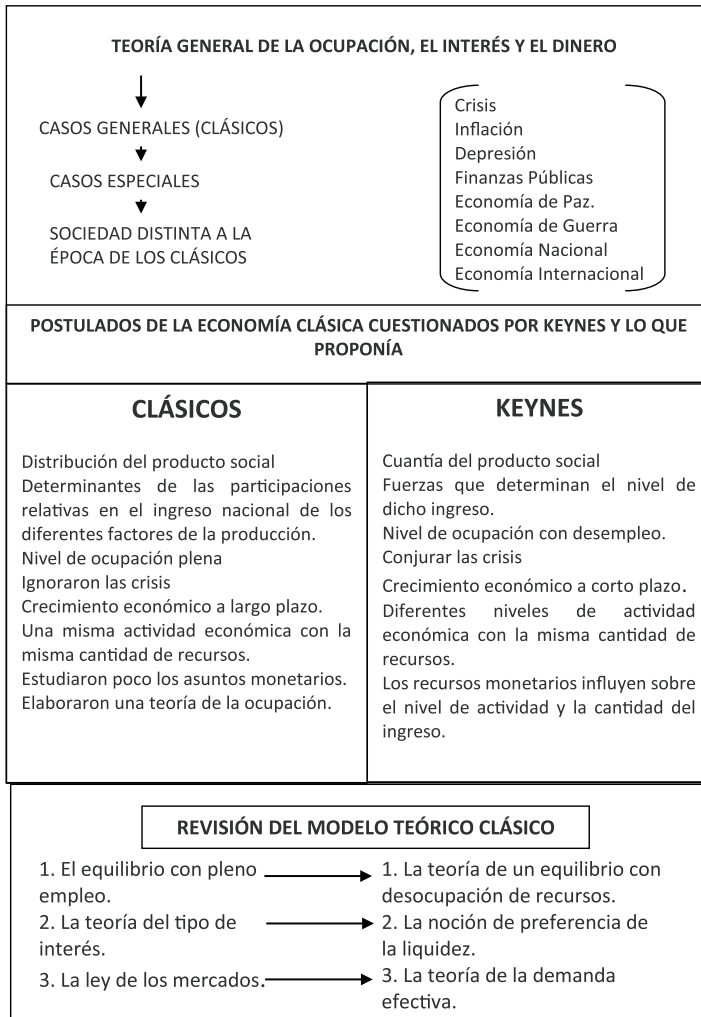 TEORÍA GENERAL DE LA OCUPACIÓN, EL INTERÉS Y EL DINERO
CASOS GENERALES (CLÁSICOS)
CASOS ESPECIALES
SOCIEDAD DISTINTA A LA
ÉPOCA DE LOS CLÁSICOS
Crisis
Inflación
Depresión
Finanzas Públicas
Economía de Paz.
Economía de Guerra
Economía Nacional
Economía Internacional
POSTULADOS DE LA ECONOMÍA CLÁSICA CUESTIONADOS POR KEYNES Y LO QUE
PROPONÍA
CLÁSICOS
Distribución del producto social
Determinantes de las participaciones
relativas en el ingreso nacional de los
diferentes factores de la producción.
Nivel de ocupación plena
Ignoraron las crisis
Crecimiento económico a largo plazo.
Una misma actividad económica con la
misma cantidad de recursos.
Estudiaron poco los asuntos monetarios.
Elaboraron una teoría de la ocupación.
KEYNES
Cuantía del producto social
Fuerzas que determinan el nivel de
dicho ingreso.
Nivel de ocupación con desempleo.
Conjurar las crisis
Crecimiento económico a corto plazo.
Diferentes niveles de actividad
económica con la misma cantidad de
recursos.
Los recursos monetarios influyen sobre
el nivel de actividad y la cantidad del
ingreso.
REVISIÓN DEL MODELO TEÓRICO CLÁSICO
1. El equilibrio con pleno
empleo.
2. La teoría del tipo de
interés.
3. La ley de los mercados.
1. La teoría de un equilibrio con
desocupación de recursos.
2. La noción de preferencia de
la liquidez.
3. La teoría de la demanda
efectiva.